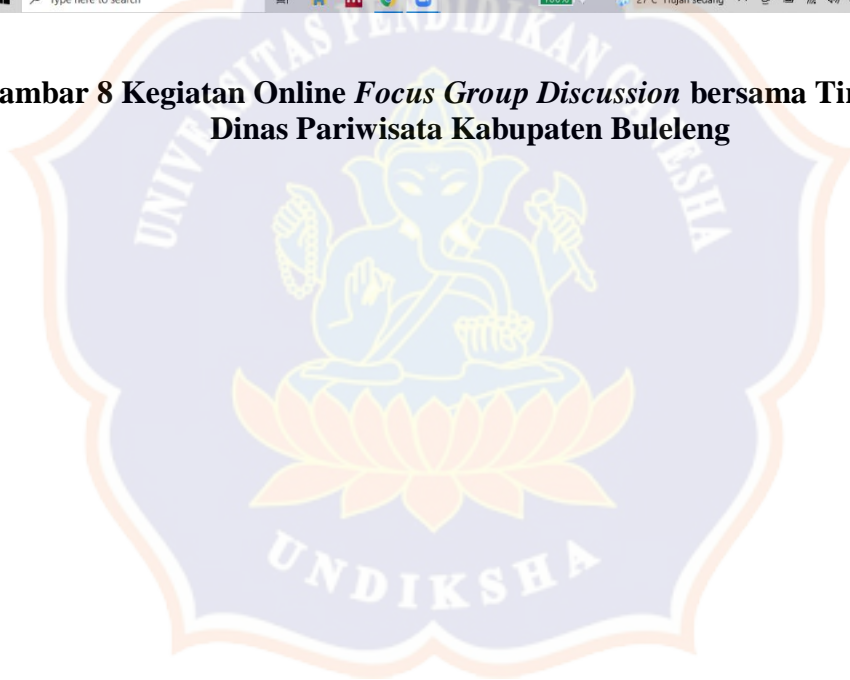 Type here to search 100% 27°C Hujan sedang
ambar 8 Kegiatan Online Focus Group Discussion bersama Ti
Dinas Pariwisata Kabupaten Buleleng
UNIVERSITAS PENDIDIKAN GANESHA
UNDIKSHA